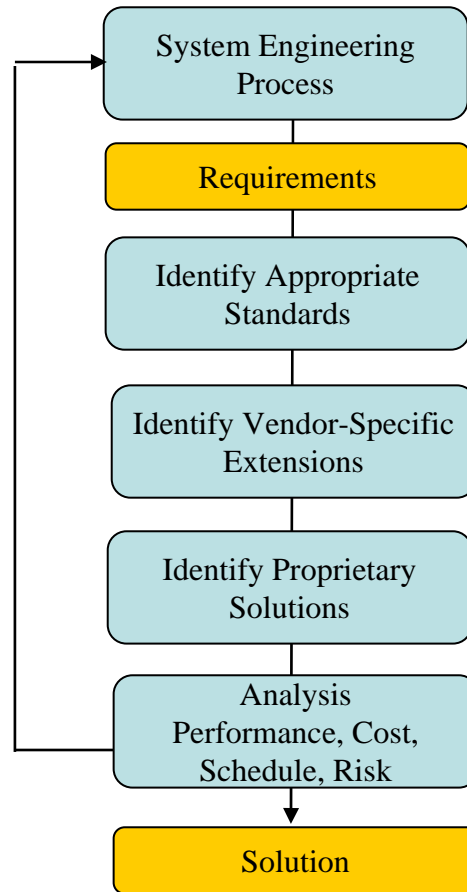 System Engineering
Process
Requirements
Identify Appropriate
Standards
Identify Vendor-Specific
Extensions
Identify Proprietary
Solutions
Analysis
Performance, Cost,
Schedule, Risk
Solution